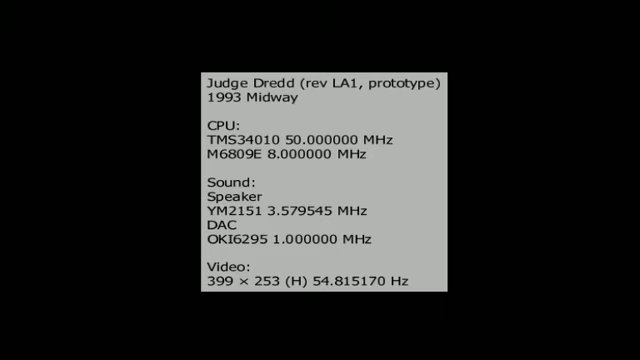 Judge Dredd (rev LA1, prototype)
1993 Midway
CPU:
TMS34010 50.000000 MHz
M6809E 8.000000 MHz
Sound:
Speaker
YM2151 3.579545 MHz
DAC
OKI6295 1.000000 MHz
Video:
399 × 253 (H) 54.815170 Hz